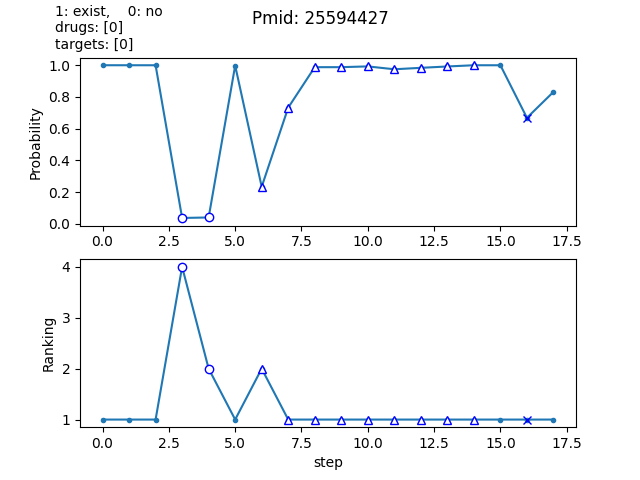 1: exist,    0: no
drugs: [0]
targets: [0]
Pmid: 25594427
1.0
0.8
0.6
0.4
0.2
0.0
Probability
0.0 2.5 5.0 7.5 10.0 12.5 15.0 17.5
4
3
2
1
Ranking
0.0 2.5 5.0 7.5 10.0 12.5 15.0 17.5
step